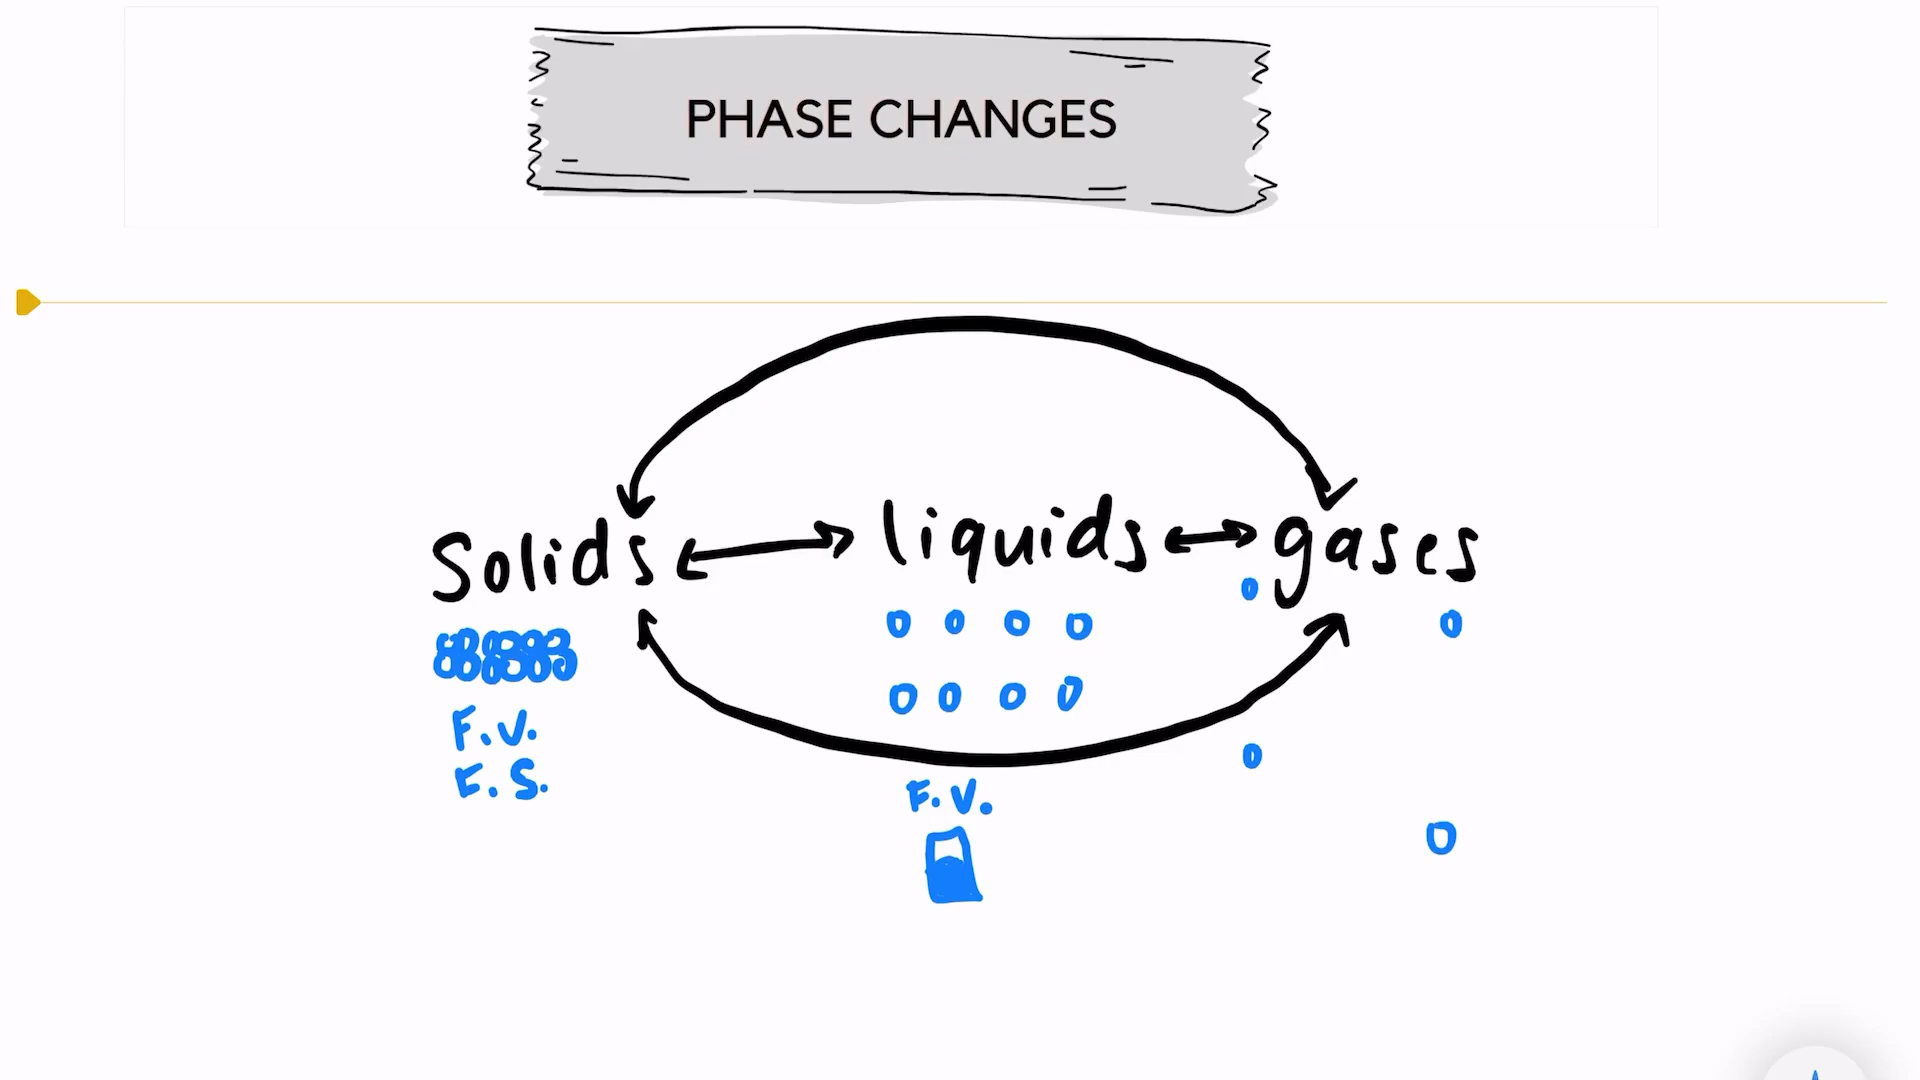 PHASE CHANGES
Solids liquids gases
F.V.
F.S.
F.V.